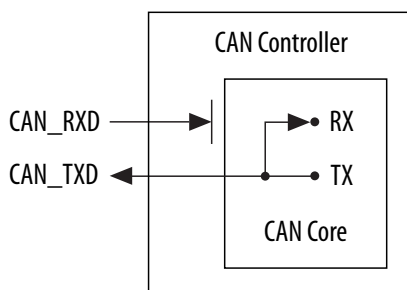 CAN Controller
CAN_RXD
RX
CAN_TXD
TX
CAN Core